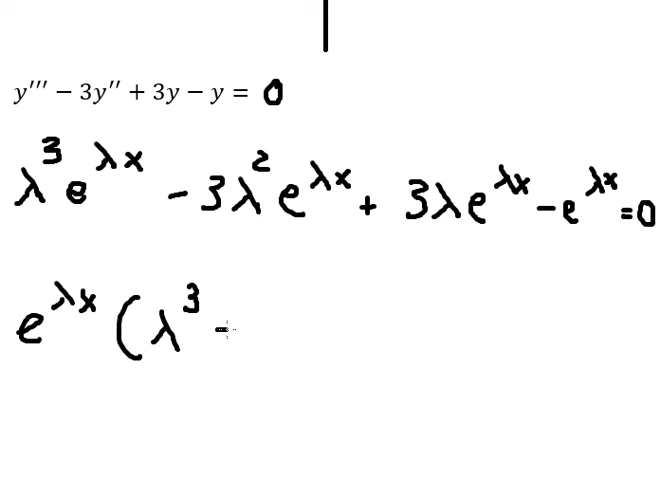 y''' − 3y'' + 3y − y = 0
λ³e^λx − 3λ²e^λx + 3λe^λx − e^λx = 0
e^λx (λ³ −